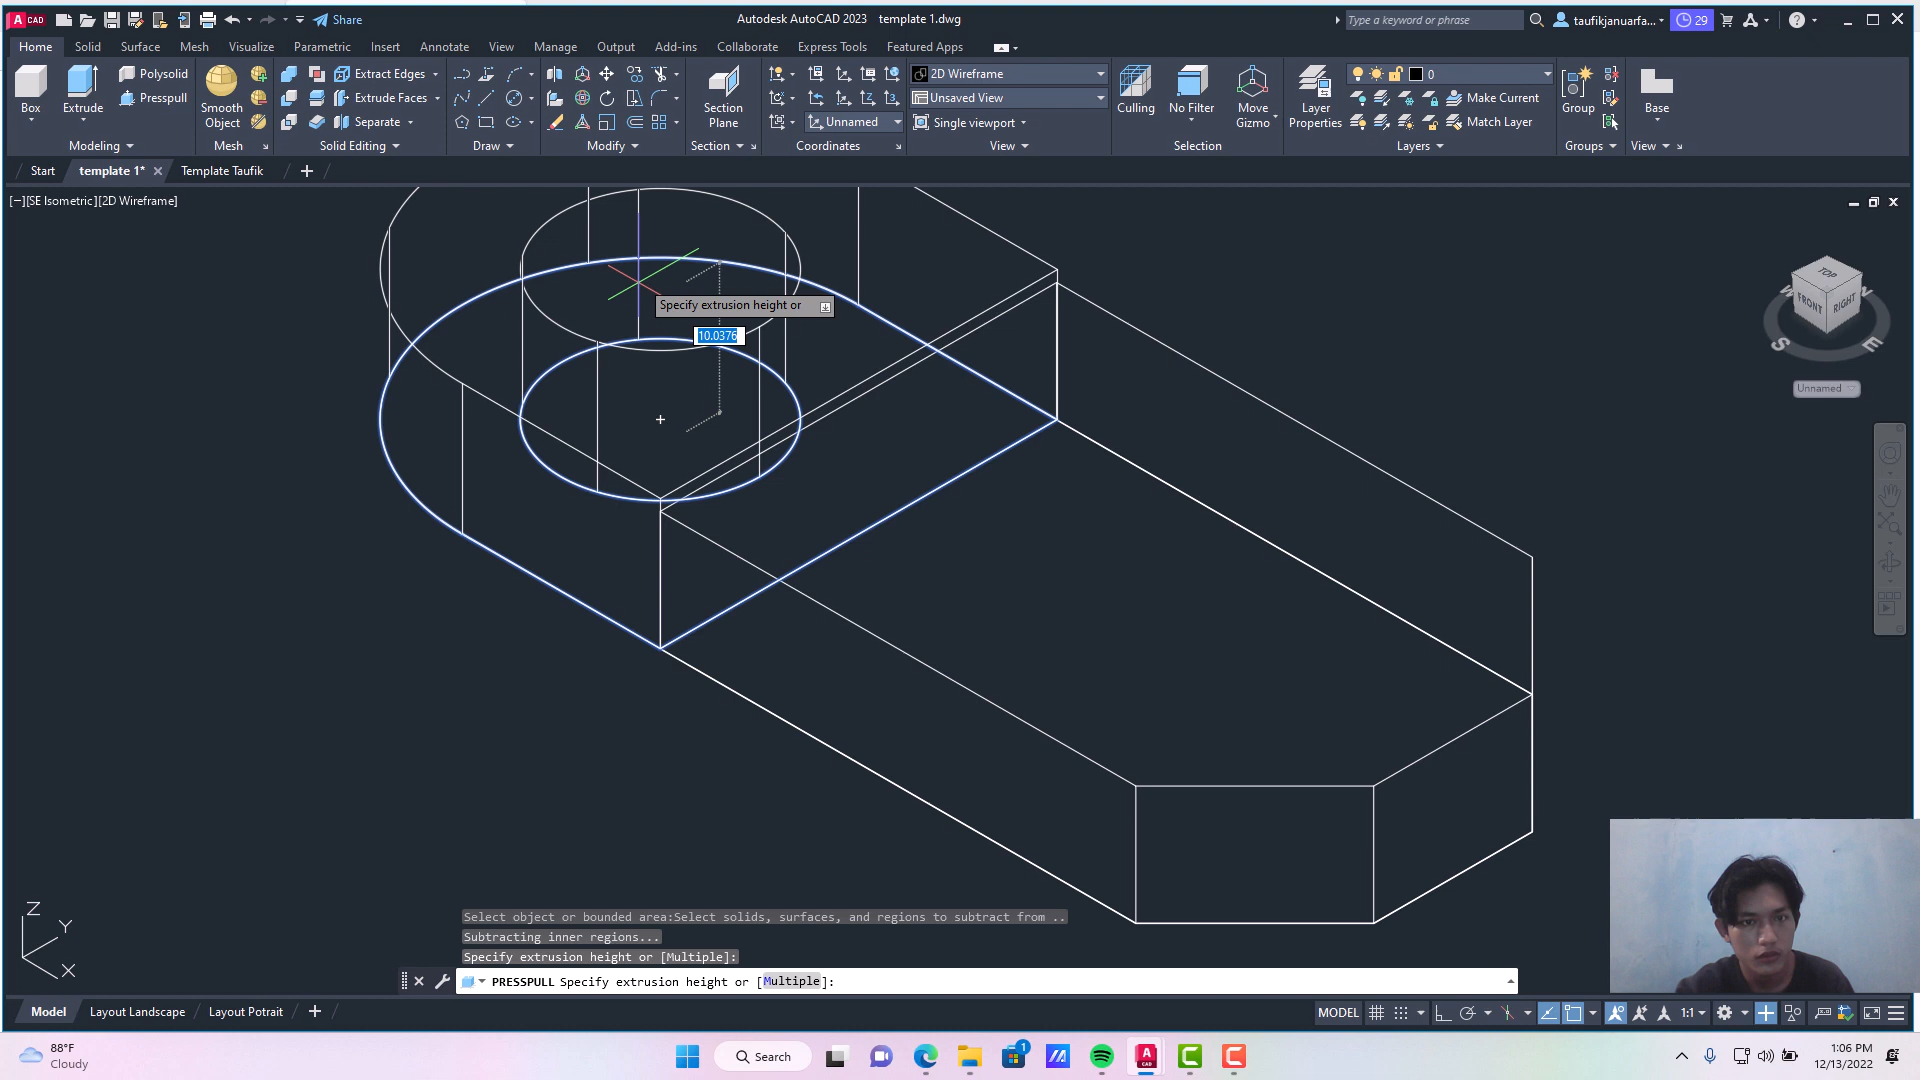 A CAD
Share
Autodesk AutoCAD 2023 template 1.dwg
Type a keyword or phrase
taufikjanuarfa...
29
Home Solid Surface Mesh Visualize Parametric Insert Annotate View Manage Output Add-ins Collaborate Express Tools Featured Apps
Box
Extrude
Polysolid
Presspull
Smooth Object
Extract Edges
Extrude Faces
Separate
Section Plane
Unnamed
2D Wireframe
Unsaved View
Single viewport
Culling
No Filter
Move Gizmo
Layer Properties
0
Make Current
Match Layer
Group
Base
Modeling
Mesh
Solid Editing
Draw
Modify
Section
Coordinates
View
Selection
Layers
Groups
View
Start
template 1*
Template Taufik
[−][SE Isometric][2D Wireframe]
TOP
FRONT
RIGHT
W
N
S
E
Unnamed
Specify extrusion height or
10.0376
Z
Y
X
Select object or bounded area:Select solids, surfaces, and regions to subtract from ..
Subtracting inner regions...
Specify extrusion height or [Multiple]:
PRESSPULL Specify extrusion height or [Multiple]:
Model
Layout Landscape
Layout Potrait
MODEL
1:1
88°F
Cloudy
Search
1
A
CAD
1:06 PM
12/13/2022